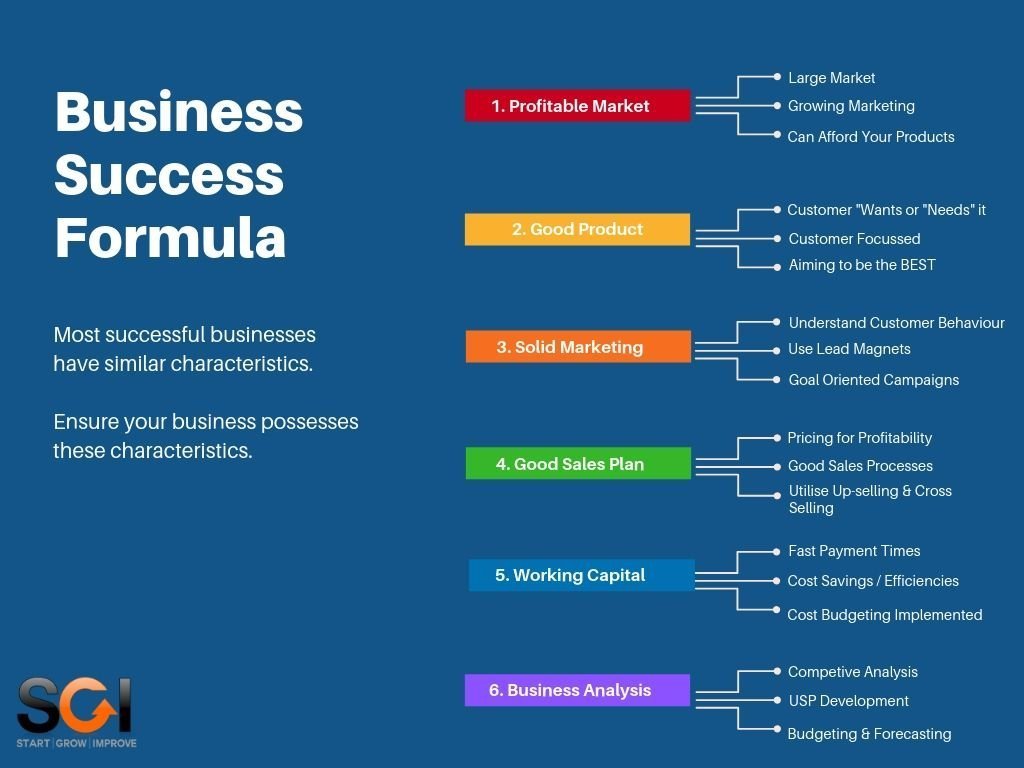 Business
Success
Formula
Most successful businesses
have similar characteristics.
Ensure your business possesses
these characteristics.
1. Profitable Market
Large Market
Growing Marketing
Can Afford Your Products
2. Good Product
Customer "Wants or "Needs" it
Customer Focussed
Aiming to be the BEST
3. Solid Marketing
Understand Customer Behaviour
Use Lead Magnets
Goal Oriented Campaigns
4. Good Sales Plan
Pricing for Profitability
Good Sales Processes
Utilise Up-selling & Cross
Selling
5. Working Capital
Fast Payment Times
Cost Savings / Efficiencies
Cost Budgeting Implemented
6. Business Analysis
Competive Analysis
USP Development
Budgeting & Forecasting
SGI
START | GROW | IMPROVE